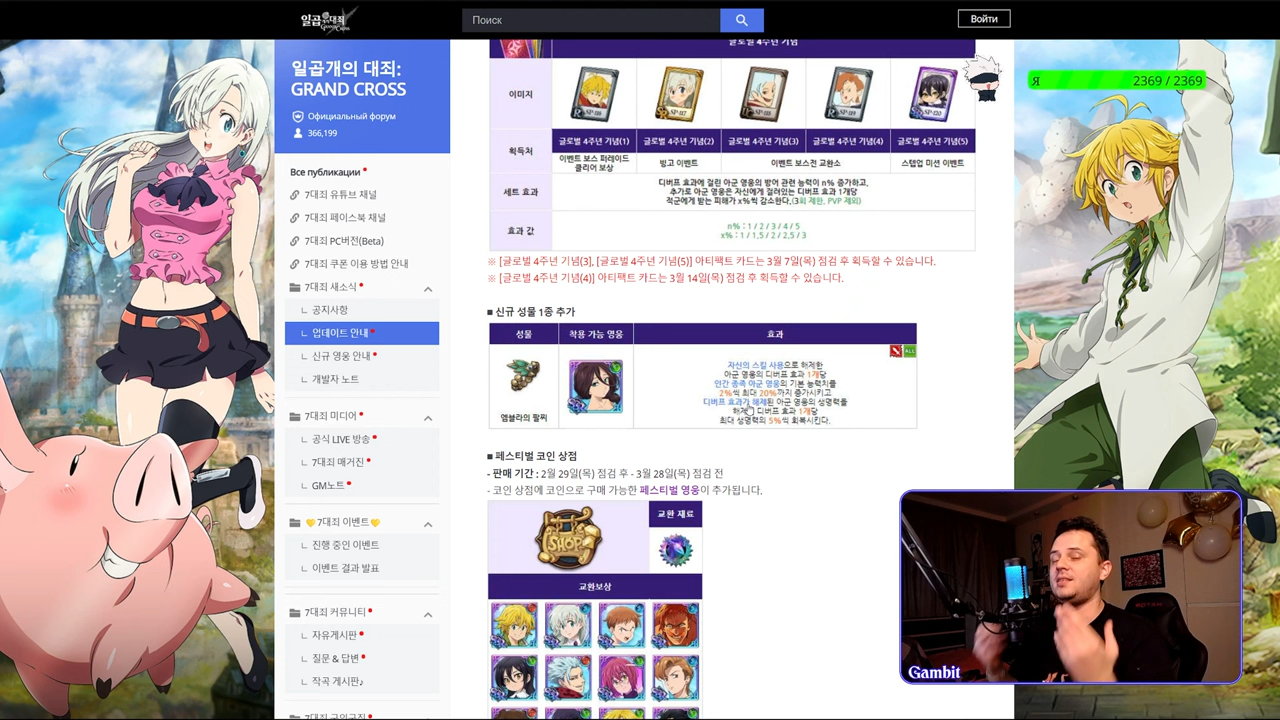 일곱개의 대죄
GRAND CROSS
Поиск
Войти
일곱개의 대죄:
GRAND CROSS
Официальный форум
366,199
Все публикации
7대죄 유튜브 채널
7대죄 페이스북 채널
7대죄 PC버전(Beta)
7대죄 쿠폰 이용 방법 안내
7대죄 새소식
공지사항
업데이트 안내
신규 영웅 안내
개발자 노트
7대죄 미디어
공식 LIVE 방송
7대죄 매거진
GM노트
💛7대죄 이벤트💛
진행 중인 이벤트
이벤트 결과 발표
7대죄 커뮤니티
자유게시판
질문 & 답변
작곡 게시판♪
글로벌 4주년 기념
이미지
R SP-116 SP-117 SP-118 SP-119 SP-120
획득처
글로벌 4주년 기념(1) 글로벌 4주년 기념(2) 글로벌 4주년 기념(3) 글로벌 4주년 기념(4) 글로벌 4주년 기념(5)
이벤트 보스 퍼레이드
클리어 보상
빙고 이벤트
이벤트 보스전 교환소
스텝업 미션 이벤트
세트 효과
디버프 효과에 걸린 아군 영웅의 방어 관련 능력이 n% 증가하고,
추가로 아군 영웅은 자신에게 걸려있는 디버프 효과 1개당
적군에게 받는 피해가 x%씩 감소한다.(3회 제한, PVP 제외)
효과 값
n% : 1 / 2 / 3 / 4 / 5
x% : 1 / 1.5 / 2 / 2.5 / 3
※ [글로벌 4주년 기념(3], [글로벌 4주년 기념(5)] 아티팩트 카드는 3월 7일(목) 점검 후 획득할 수 있습니다.
※ [글로벌 4주년 기념(4)] 아티팩트 카드는 3월 14일(목) 점검 후 획득할 수 있습니다.
■ 신규 성물 1종 추가
성물 착용 가능 영웅 효과
ALL
엠블라의 팔찌
자신의 스킬 사용으로 해제한
아군 영웅의 디버프 효과 1개당
인간 종족 아군 영웅의 기본 능력치를
2%씩 최대 20%까지 증가시키고
디버프 효과가 해제된 아군 영웅의 생명력을
해제 디버프 효과 1개당
최대 생명력의 5%씩 회복시킨다.
■ 페스티벌 코인 상점
- 판매 기간 : 2월 29일(목) 점검 후 - 3월 28일(목) 점검 전
- 코인 상점에 코인으로 구매 가능한 페스티벌 영웅이 추가됩니다.
SHOP
교환 재료
교환보상
Я 2369 / 2369
Gambit